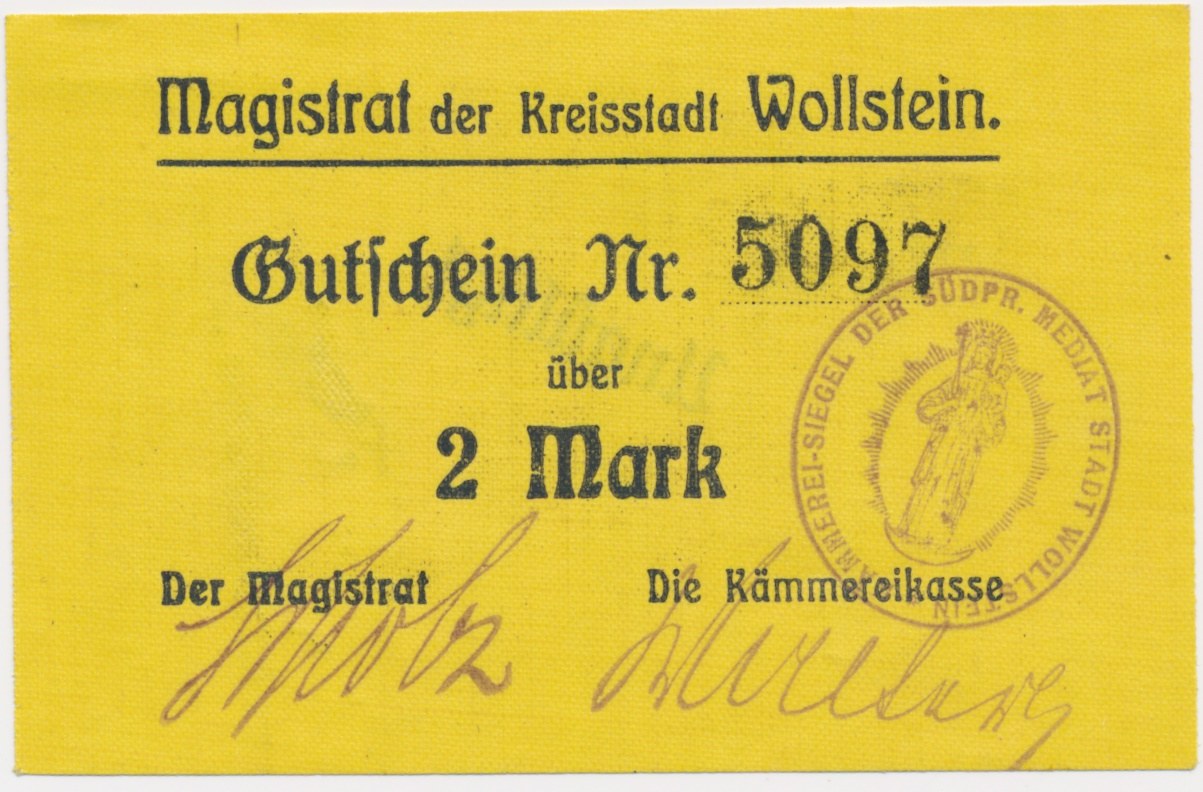 Magistrat der Kreisstadt Wollstein.
Gutschein Nr. 5097
über
2 Mark
Der Magistrat
Die Kämmereikasse
KÄMMEREI-SIEGEL DER SÜDPR. MEDIAT STADT WOLLSTEIN